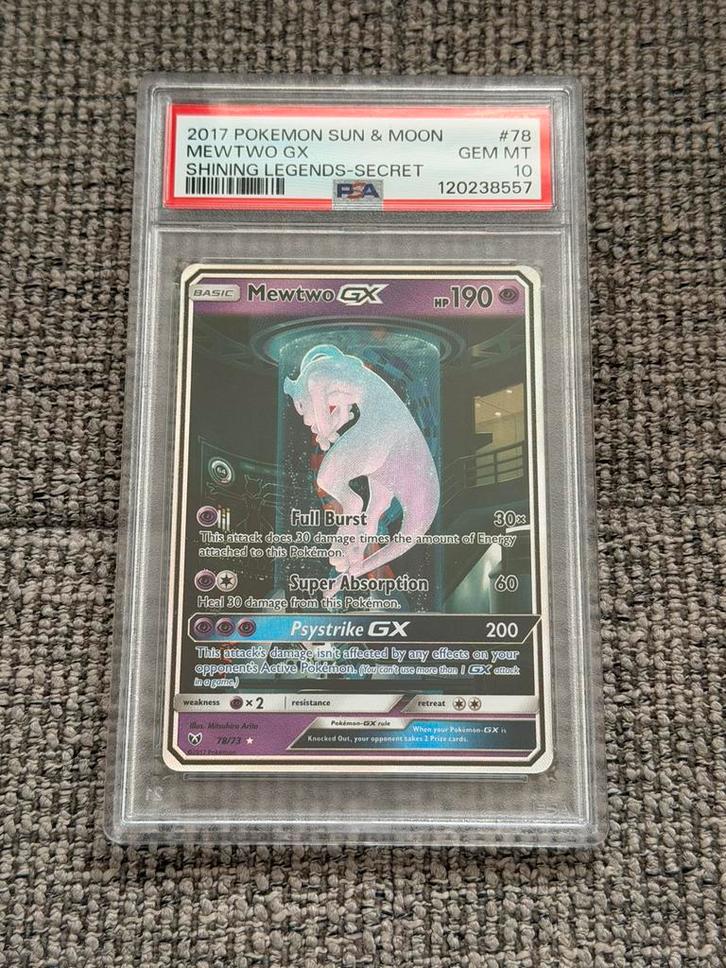 2017 POKEMON SUN & MOON #78
MEWTWO GX GEM MT
SHINING LEGENDS-SECRET 10
PSA 120238557
BASIC Mewtwo GX HP 190
64
Full Burst 30×
This attack does 30 damage times the amount of Energy
attached to this Pokémon.
Super Absorption 60
Heal 30 damage from this Pokémon.
Psystrike GX 200
This attack's damage isn't affected by any effects on your
opponent's Active Pokémon. (You can't use more than 1 GX attack
in a game.)
weakness ×2 resistance retreat
Illus. Mitsuhiro Arita
Pokémon-GX rule
When your Pokémon-GX is
Knocked Out, your opponent takes 2 Prize cards.
78/73
©2017 Pokémon